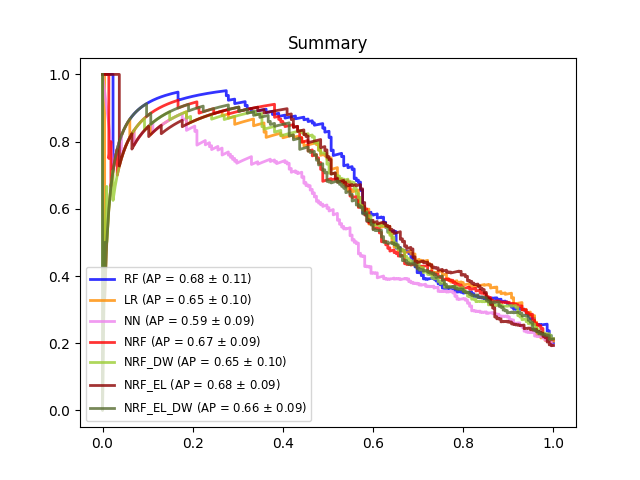 Summary
1.0
0.8
0.6
0.4
0.2
0.0
RF (AP = 0.68 ± 0.11)
LR (AP = 0.65 ± 0.10)
NN (AP = 0.59 ± 0.09)
NRF (AP = 0.67 ± 0.09)
NRF_DW (AP = 0.65 ± 0.10)
NRF_EL (AP = 0.68 ± 0.09)
NRF_EL_DW (AP = 0.66 ± 0.09)
0.0 0.2 0.4 0.6 0.8 1.0